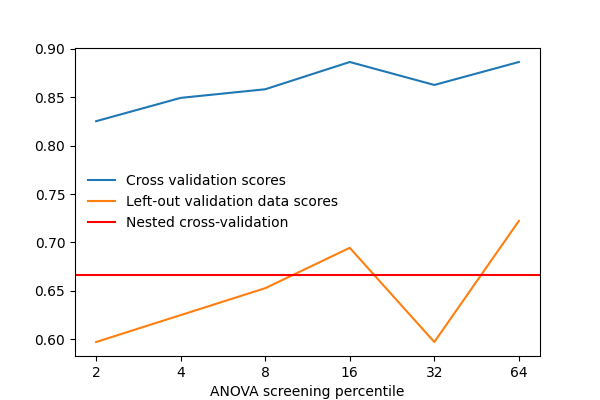 0.90
0.85
0.80
0.75
0.70
0.65
0.60
Cross validation scores
Left-out validation data scores
Nested cross-validation
2 4 8 16 32 64
ANOVA screening percentile